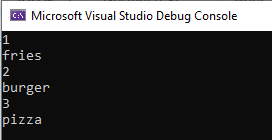 Microsoft Visual Studio Debug Console
1
fries
2
burger
3
pizza